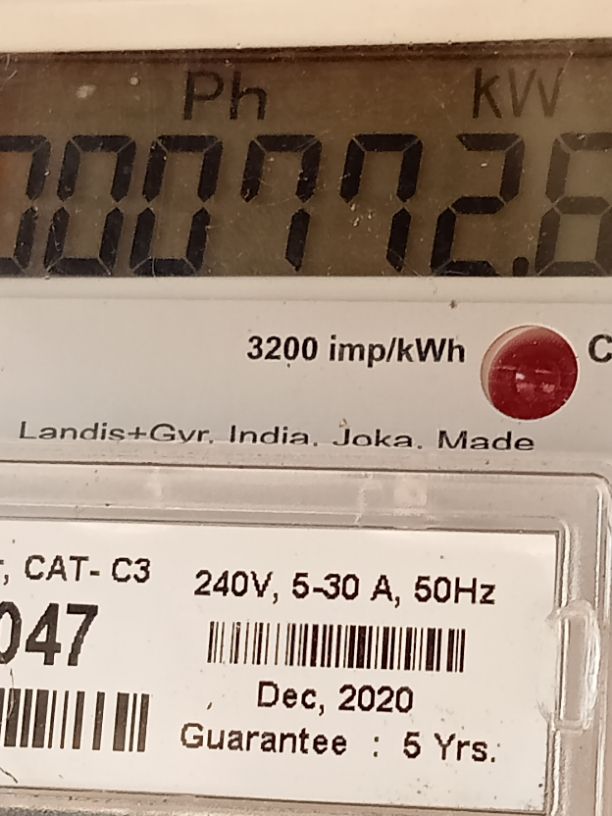 Ph kW
000772.6
3200 imp/kWh C
Landis+Gyr, India, Joka. Made
, CAT- C3
047
240V, 5-30 A, 50Hz
Dec, 2020
Guarantee : 5 Yrs.